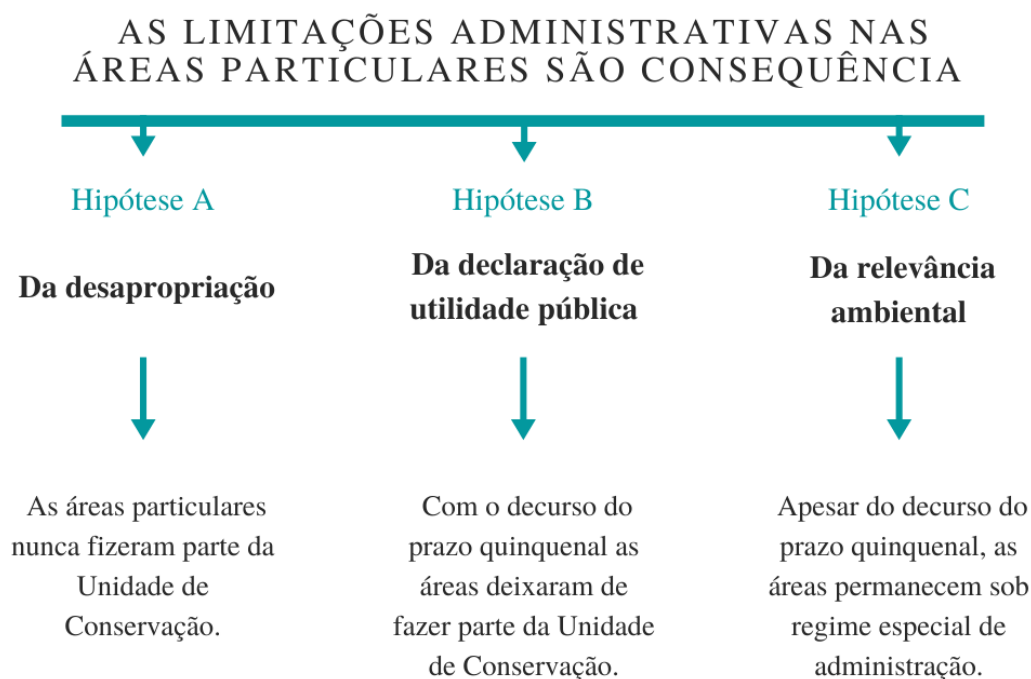 AS LIMITAÇÕES ADMINISTRATIVAS NAS
ÁREAS PARTICULARES SÃO CONSEQUÊNCIA
Hipótese A
Da desapropriação
As áreas particulares
nunca fizeram parte da
Unidade de
Conservação.
Hipótese B
Da declaração de
utilidade pública
Com o decurso do
prazo quinquenal as
áreas deixaram de
fazer parte da Unidade
de Conservação.
Hipótese C
Da relevância
ambiental
Apesar do decurso do
prazo quinquenal, as
áreas permanecem sob
regime especial de
administração.